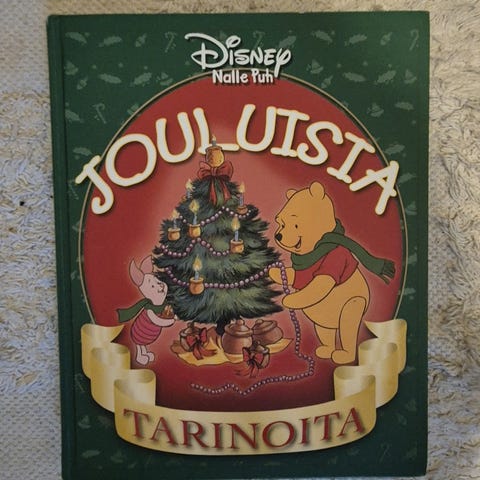 Disney
Nalle Puh
JOULUISIA
TARINOITA